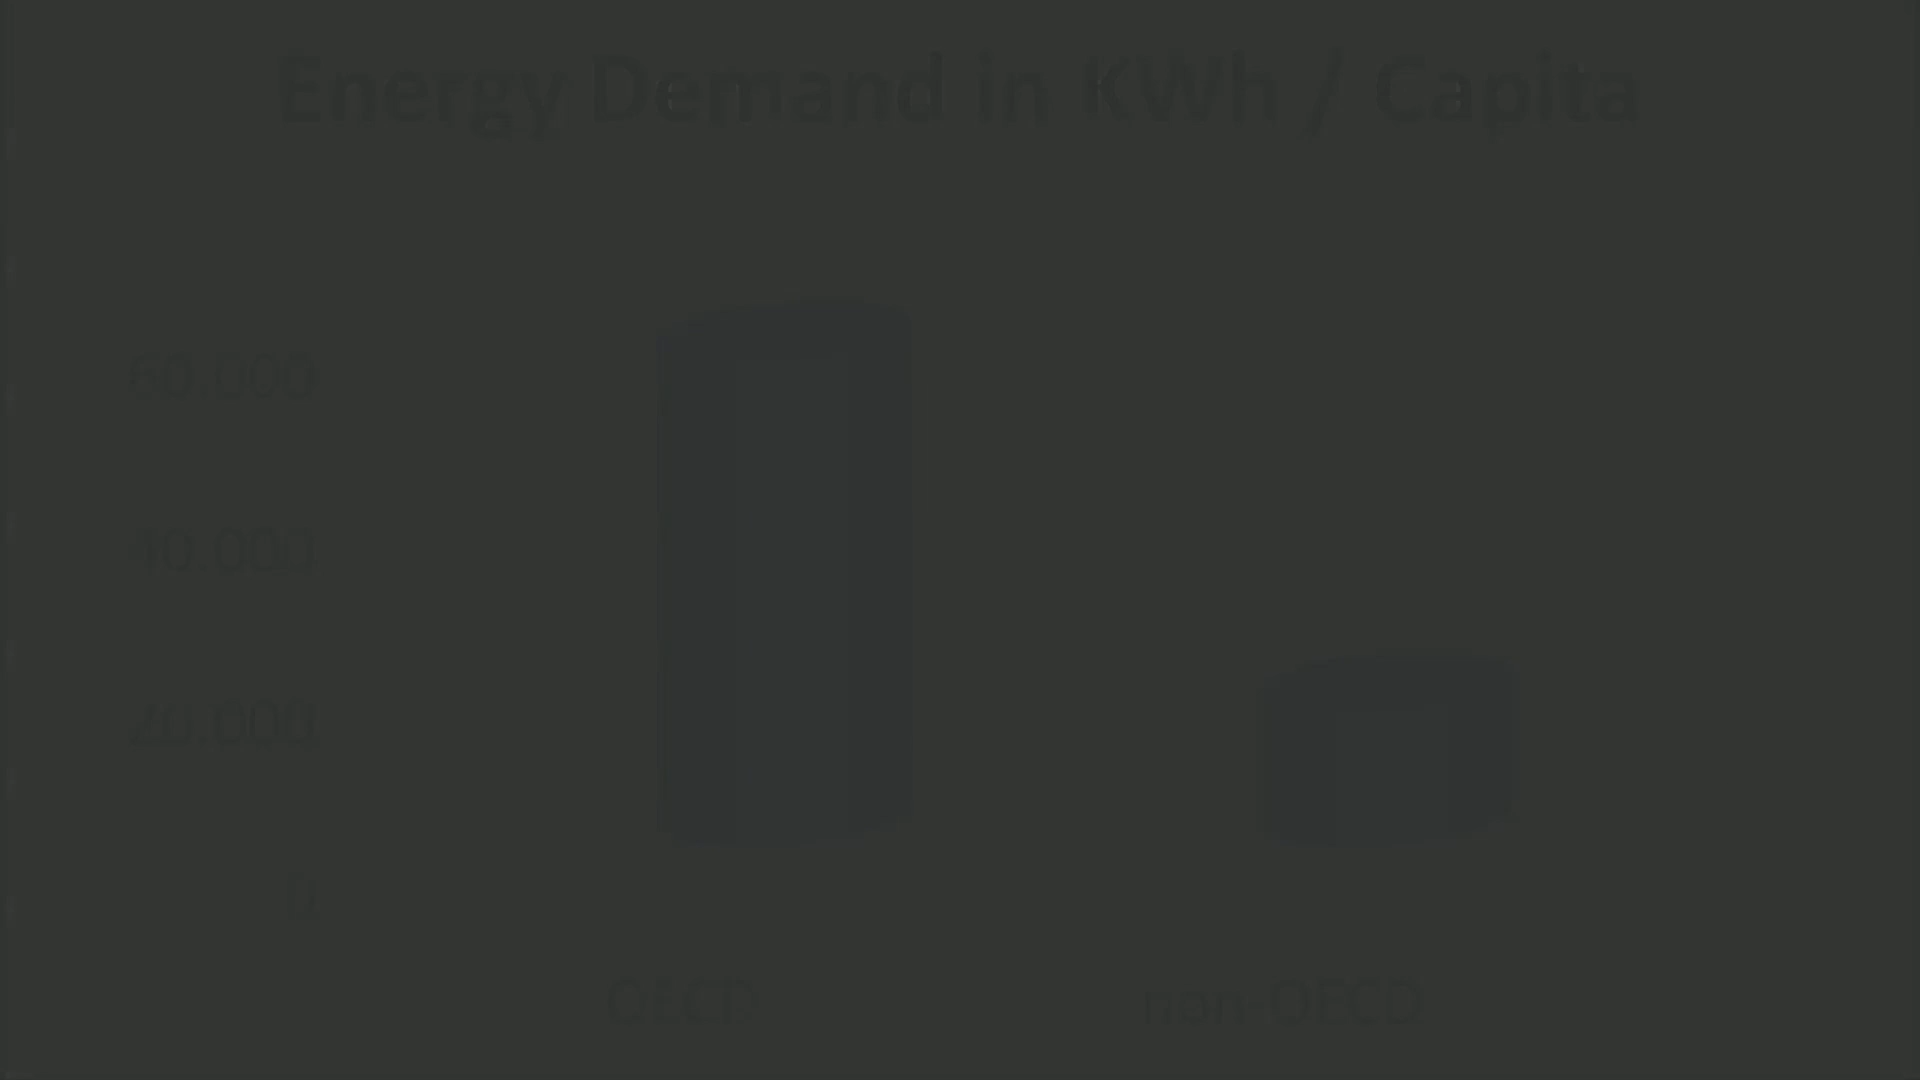 Energy Demand in KWh / Capita
60.000
40.000
20.000
0
OECD
non-OECD